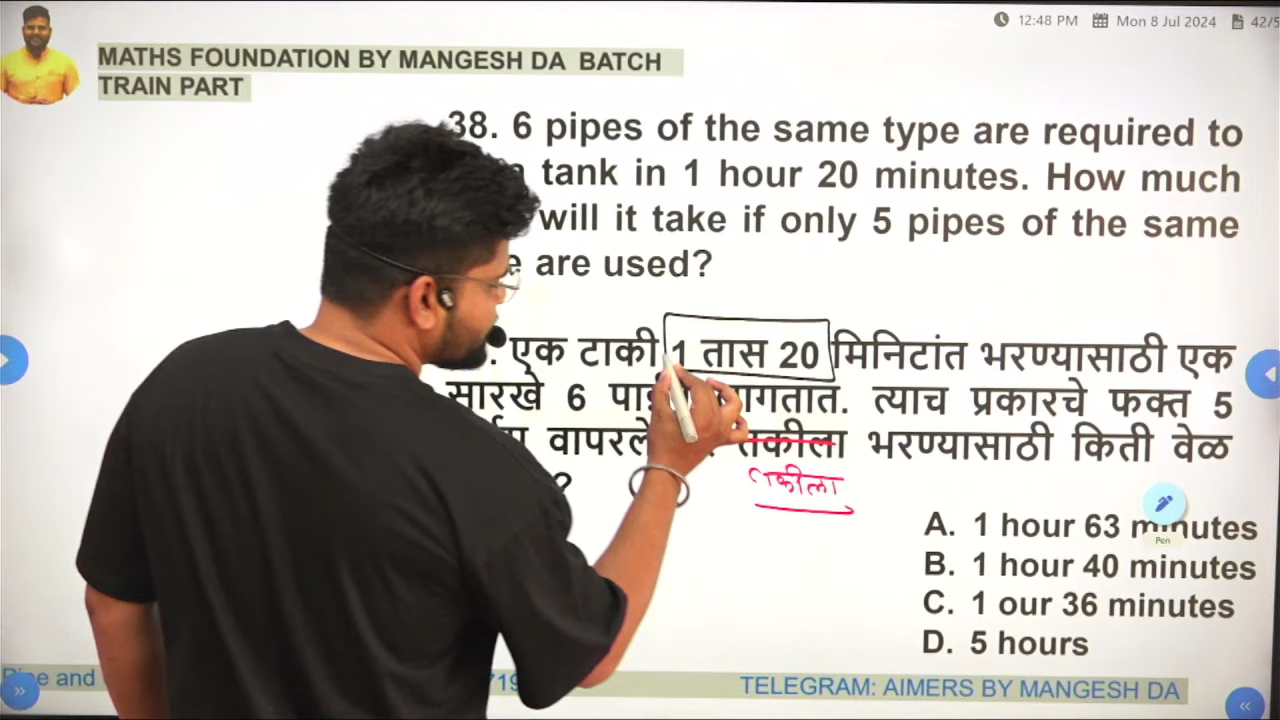 12:48 PM Mon 8 Jul 2024 42/5
MATHS FOUNDATION BY MANGESH DA BATCH
TRAIN PART
38. 6 pipes of the same type are required to
tank in 1 hour 20 minutes. How much
will it take if only 5 pipes of the same
are used?
एक टाकी 1 तास 20 मिनिटांत भरण्यासाठी एक
सारखे 6 त्याच प्रकारचे फक्त 5
भरण्यासाठी किती वेळ
A. 1 hour 63 minutes
B. 1 hour 40 minutes
C. 1 our 36 minutes
D. 5 hours
Pen
and
TELEGRAM: AIMERS BY MANGESH DA